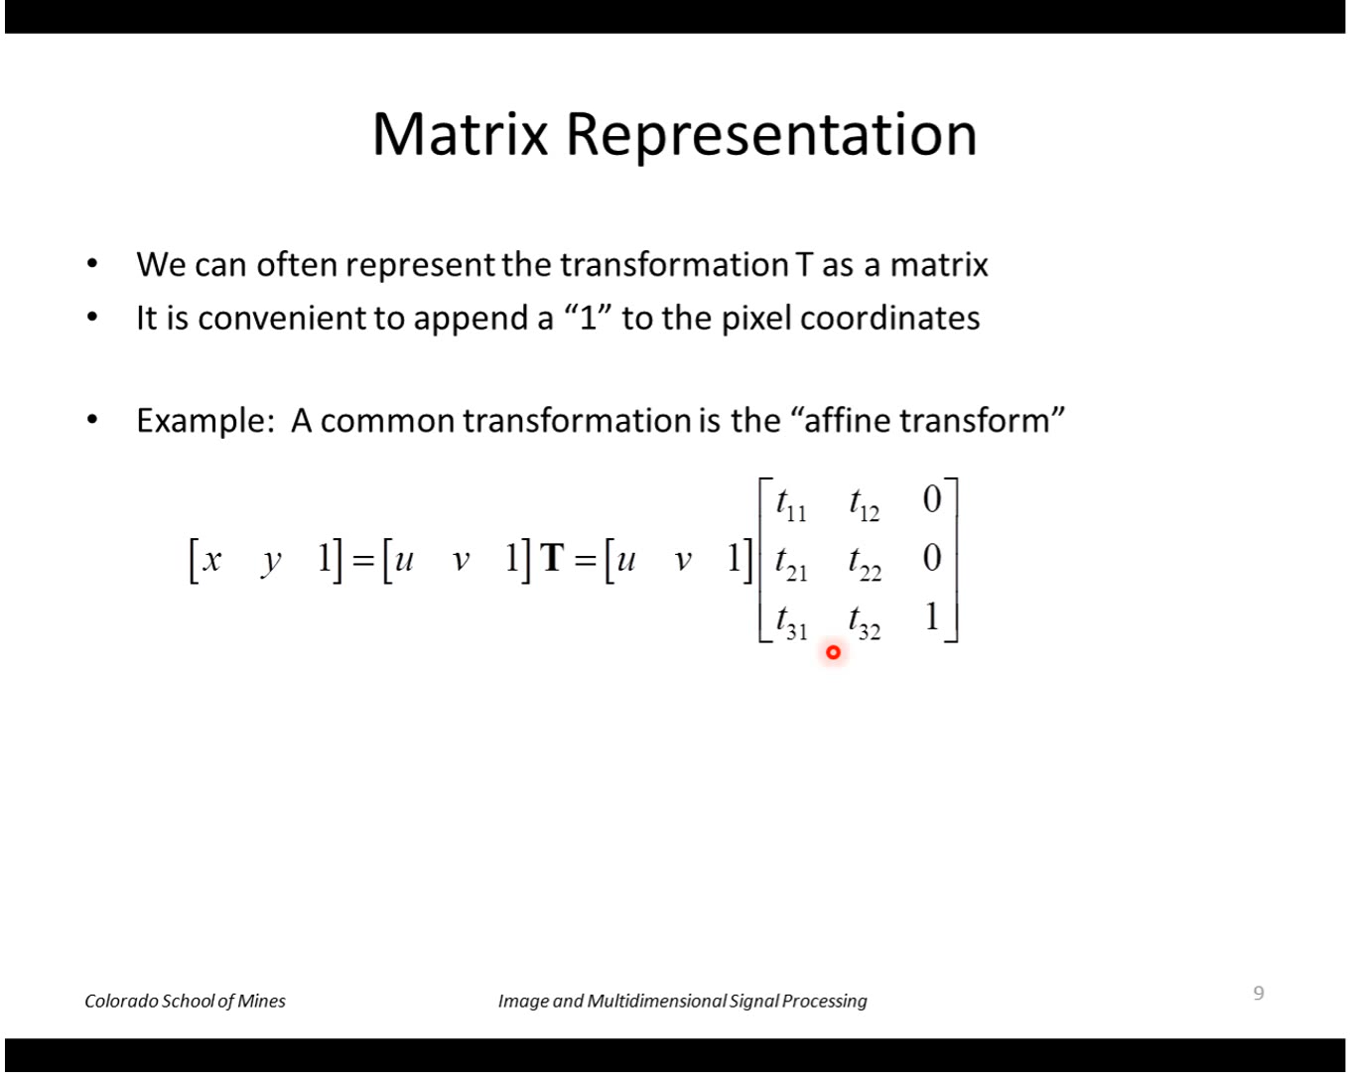 Matrix Representation
• We can often represent the transformation T as a matrix
• It is convenient to append a “1” to the pixel coordinates
• Example: A common transformation is the “affine transform”
[x y 1] = [u v 1] T = [u v 1] [t₁₁ t₁₂ 0
t₂₁ t₂₂ 0
t₃₁ t₃₂ 1]
Colorado School of Mines Image and Multidimensional Signal Processing 9